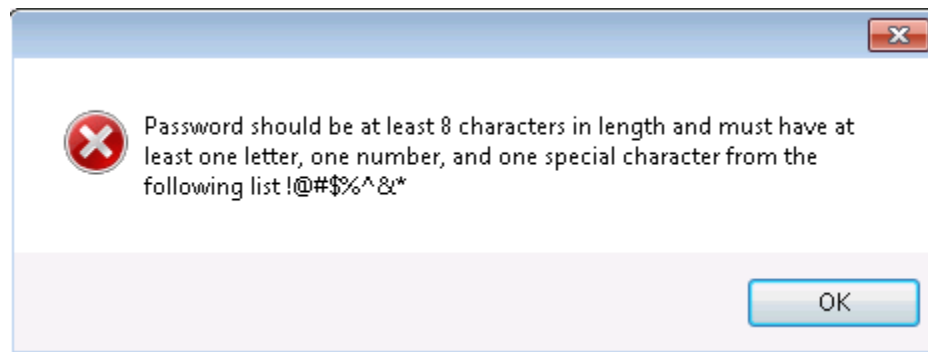 Password should be at least 8 characters in length and must have at
least one letter, one number, and one special character from the
following list !@#$%^&*
OK